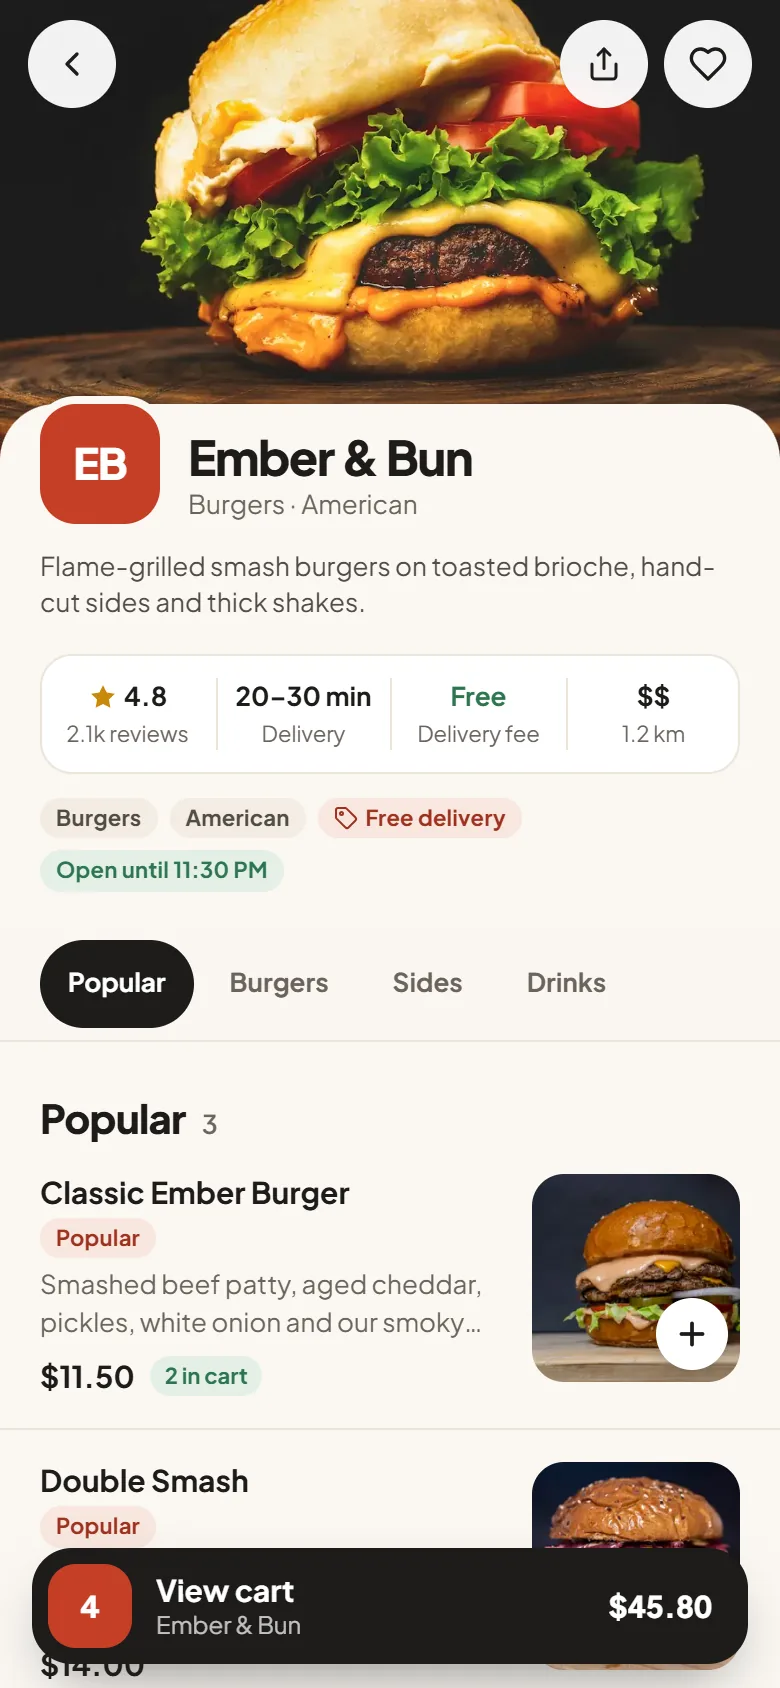 EB
Ember & Bun
Burgers · American
Flame-grilled smash burgers on toasted brioche, hand-
cut sides and thick shakes.
4.8
2.1k reviews
20–30 min
Delivery
Free
Delivery fee
$$
1.2 km
Burgers
American
Free delivery
Open until 11:30 PM
Popular
Burgers
Sides
Drinks
Popular 3
Classic Ember Burger
Popular
Smashed beef patty, aged cheddar,
pickles, white onion and our smoky...
$11.50
2 in cart
Double Smash
Popular
4
View cart
Ember & Bun
$45.80
$14.00